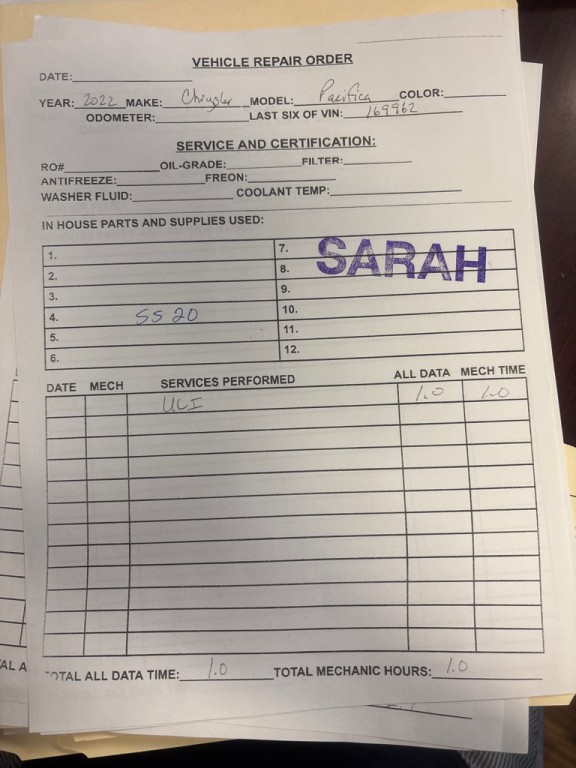 VEHICLE REPAIR ORDER
DATE:
YEAR: 2022 MAKE: Chrysler MODEL: Pacifica COLOR:
ODOMETER: LAST SIX OF VIN: 169962
SERVICE AND CERTIFICATION:
RO# OIL-GRADE: FILTER:
ANTIFREEZE: FREON:
WASHER FLUID: COOLANT TEMP:
IN HOUSE PARTS AND SUPPLIES USED:
1. 7. SARAH
2. 8.
3. 9.
4. SS 20 10.
5. 11.
6. 12.
DATE MECH SERVICES PERFORMED ALL DATA MECH TIME
UCI 1.0 1.0
TOTAL ALL DATA TIME: 1.0 TOTAL MECHANIC HOURS: 1.0
AL A